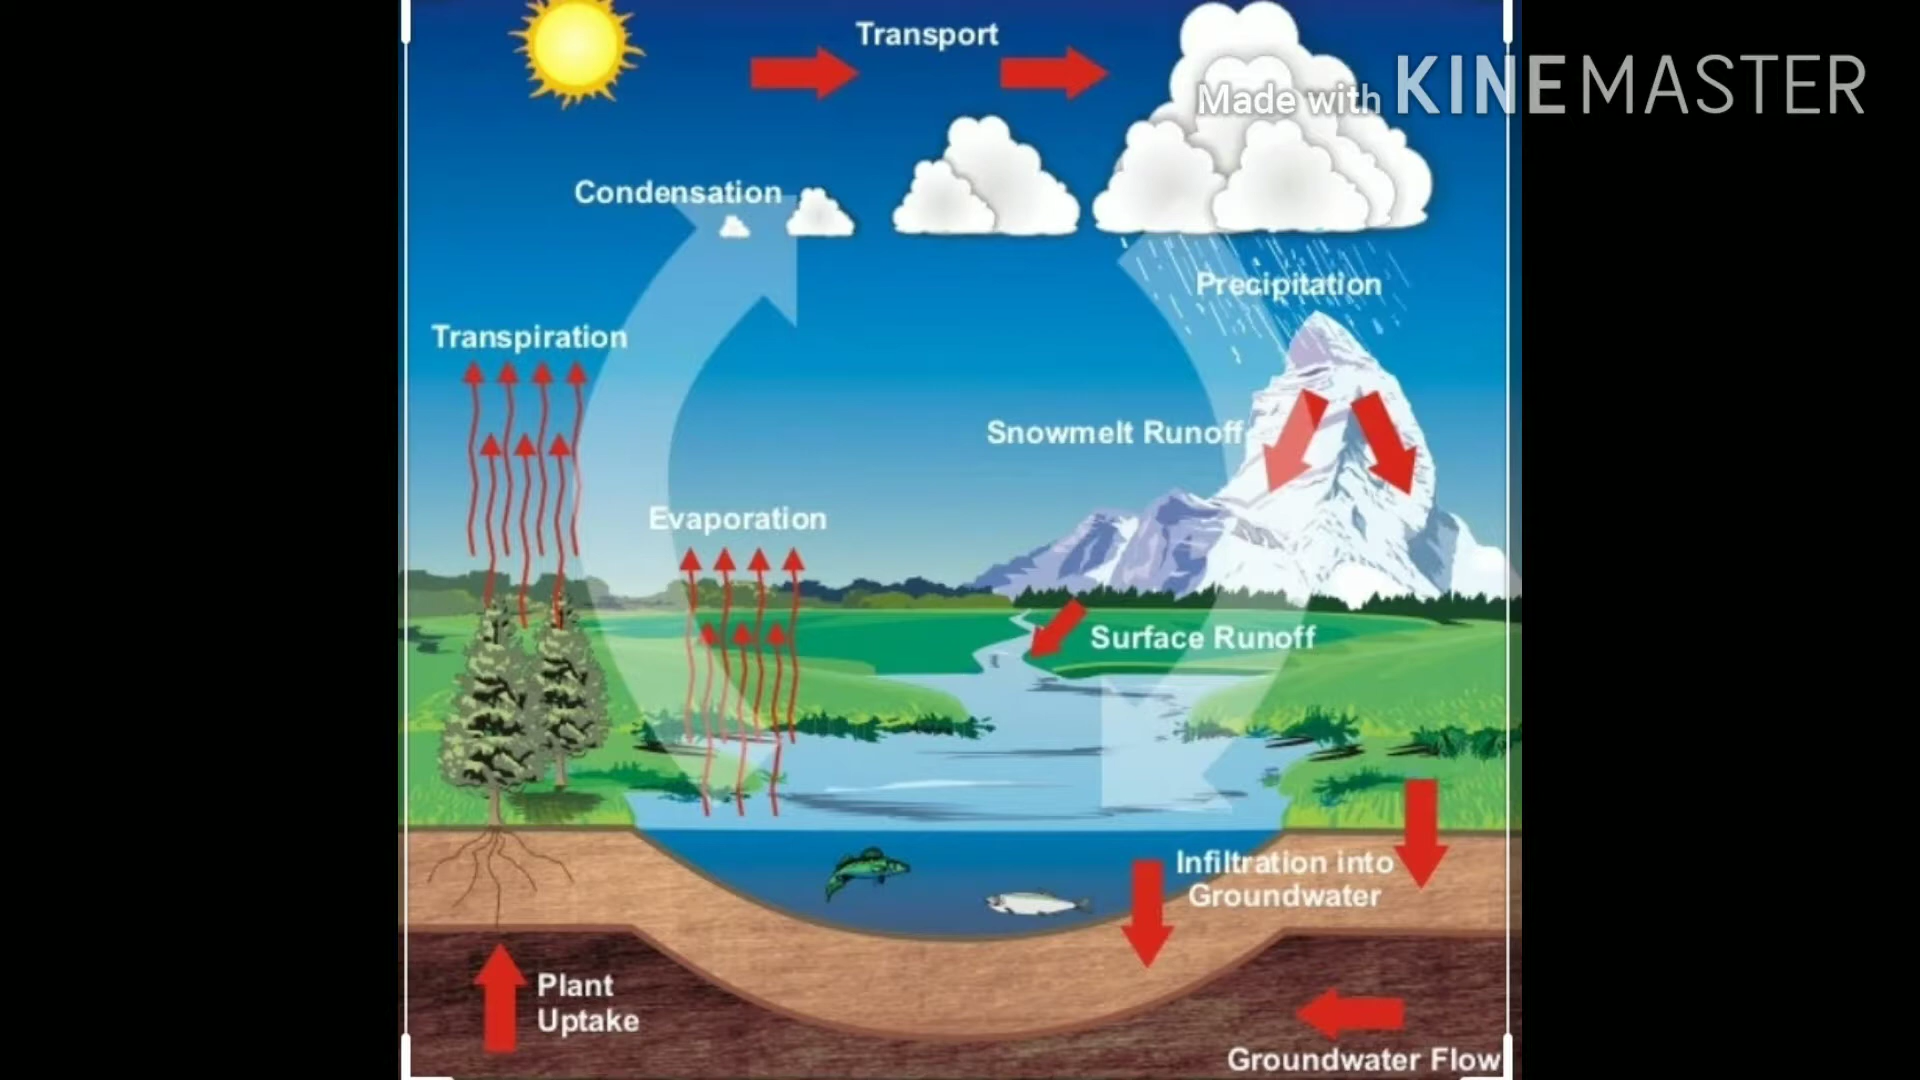 Transport
Made with KINEMASTER
Condensation
Precipitation
Transpiration
Snowmelt Runoff
Evaporation
Surface Runoff
Infiltration into
Groundwater
Plant
Uptake
Groundwater Flow